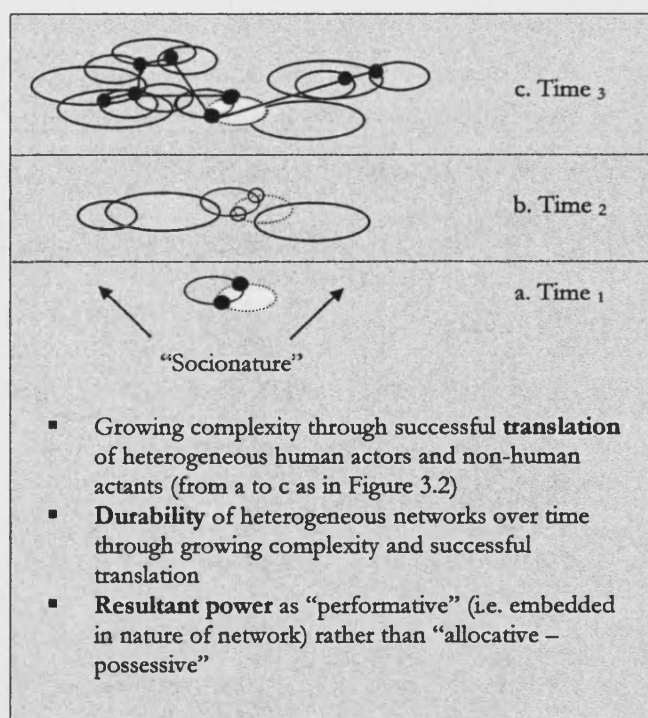 c. Time 3
b. Time 2
a. Time 1
“Socionature”
▪ Growing complexity through successful translation
of heterogeneous human actors and non-human
actants (from a to c as in Figure 3.2)
▪ Durability of heterogeneous networks over time
through growing complexity and successful
translation
▪ Resultant power as “performative” (i.e. embedded
in nature of network) rather than “allocative –
possessive”